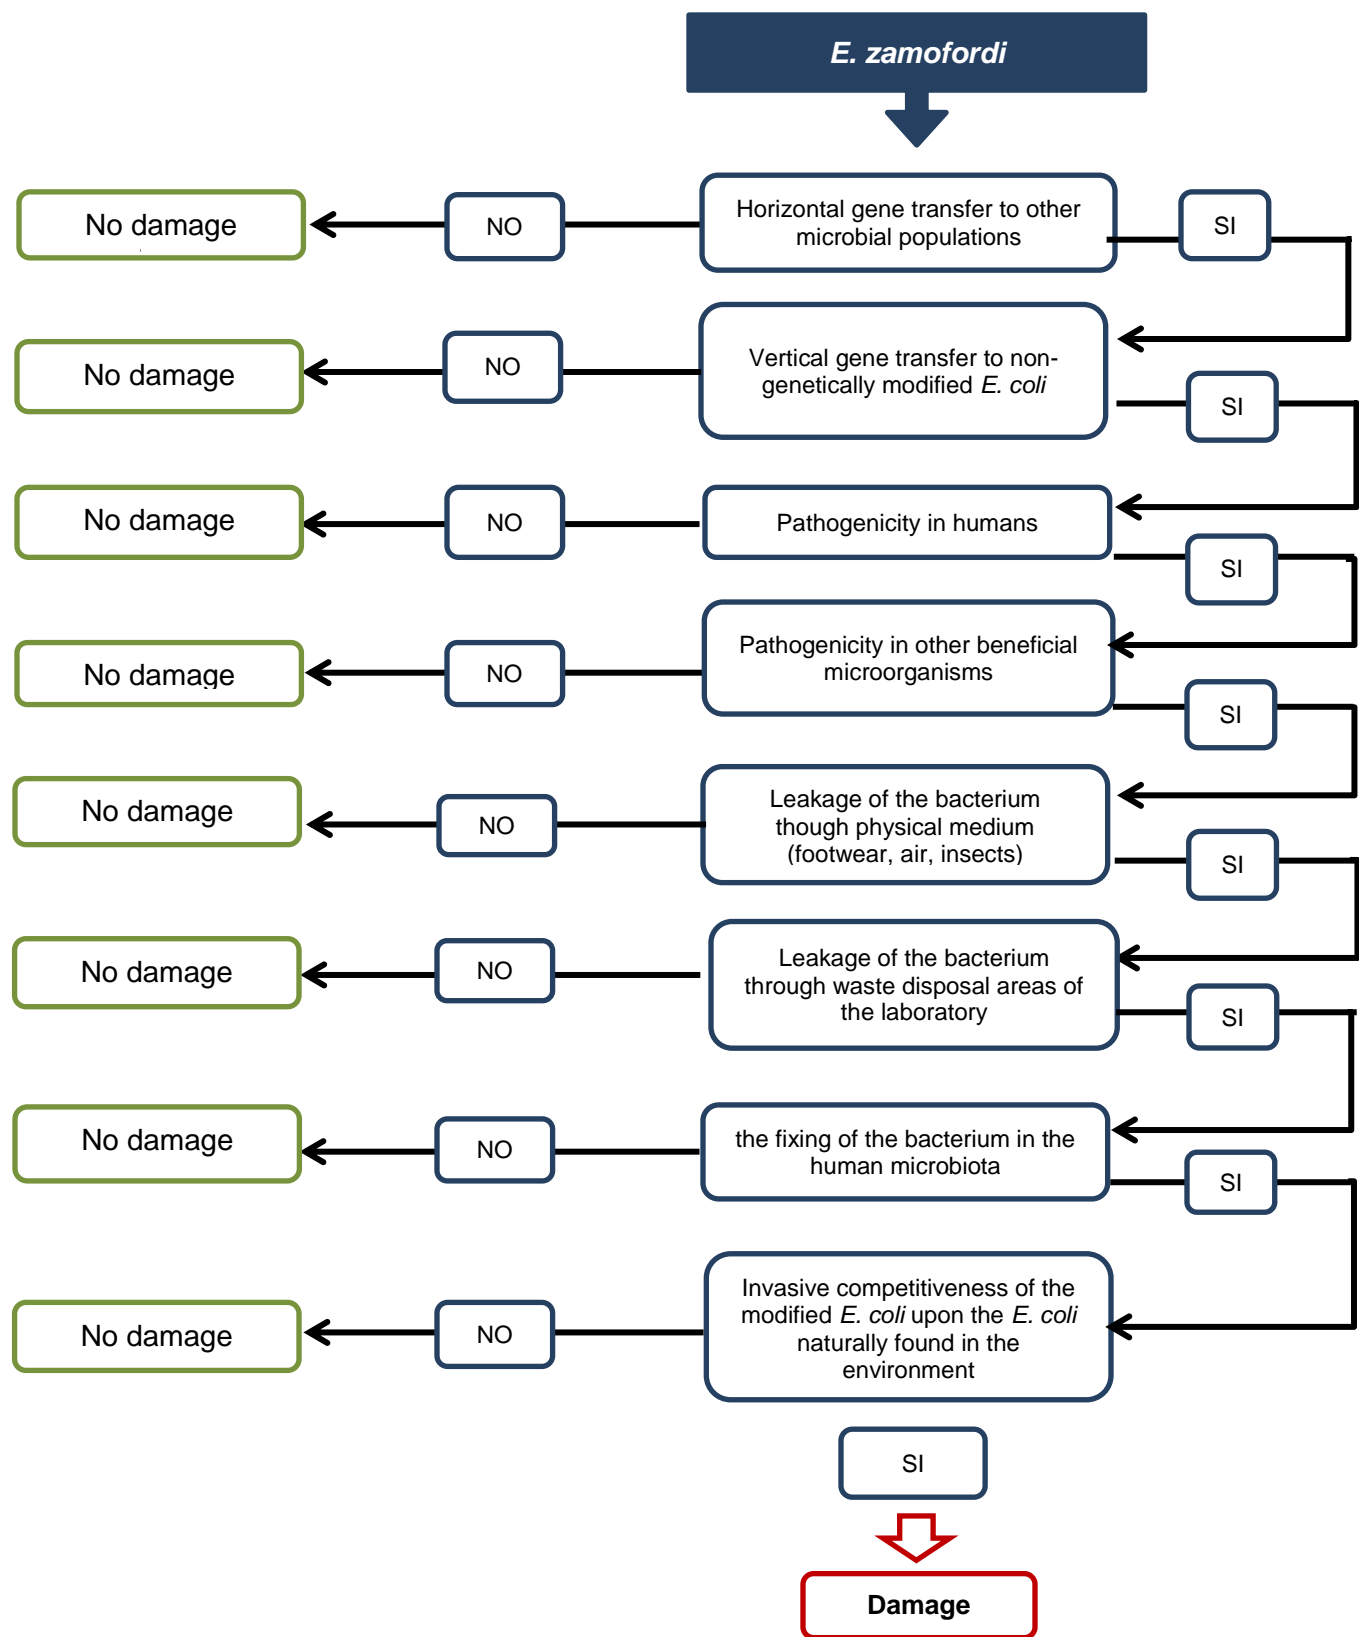 E. zamofordi
No damage
NO
Horizontal gene transfer to other
microbial populations
SI
No damage
NO
Vertical gene transfer to non-
genetically modified E. coli
SI
No damage
NO
Pathogenicity in humans
SI
No damage
NO
Pathogenicity in other beneficial
microorganisms
SI
No damage
NO
Leakage of the bacterium
though physical medium
(footwear, air, insects)
SI
No damage
NO
Leakage of the bacterium
through waste disposal areas of
the laboratory
SI
No damage
NO
the fixing of the bacterium in the
human microbiota
SI
No damage
NO
Invasive competitiveness of the
modified E. coli upon the E. coli
naturally found in the
environment
SI
Damage